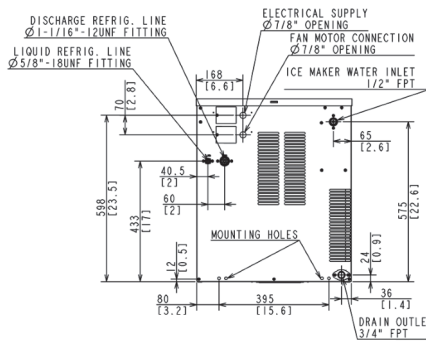 DISCHARGE REFRIG. LINE
Ø1-1/16"-12UNF FITTING
LIQUID REFRIG. LINE
Ø5/8"-18UNF FITTING
ELECTRICAL SUPPLY
Ø7/8" OPENING
FAN MOTOR CONNECTION
Ø7/8" OPENING
ICE MAKER WATER INLET
1/2" FPT
168
[6.6]
70
[2.8]
65
[2.6]
40.5
[2]
60
[2]
598
[23.5]
433
[17]
575
[22.6]
MOUNTING HOLES
12
[0.5]
24
[0.9]
80
[3.2]
395
[15.6]
36
[1.4]
DRAIN OUTLE
3/4" FPT